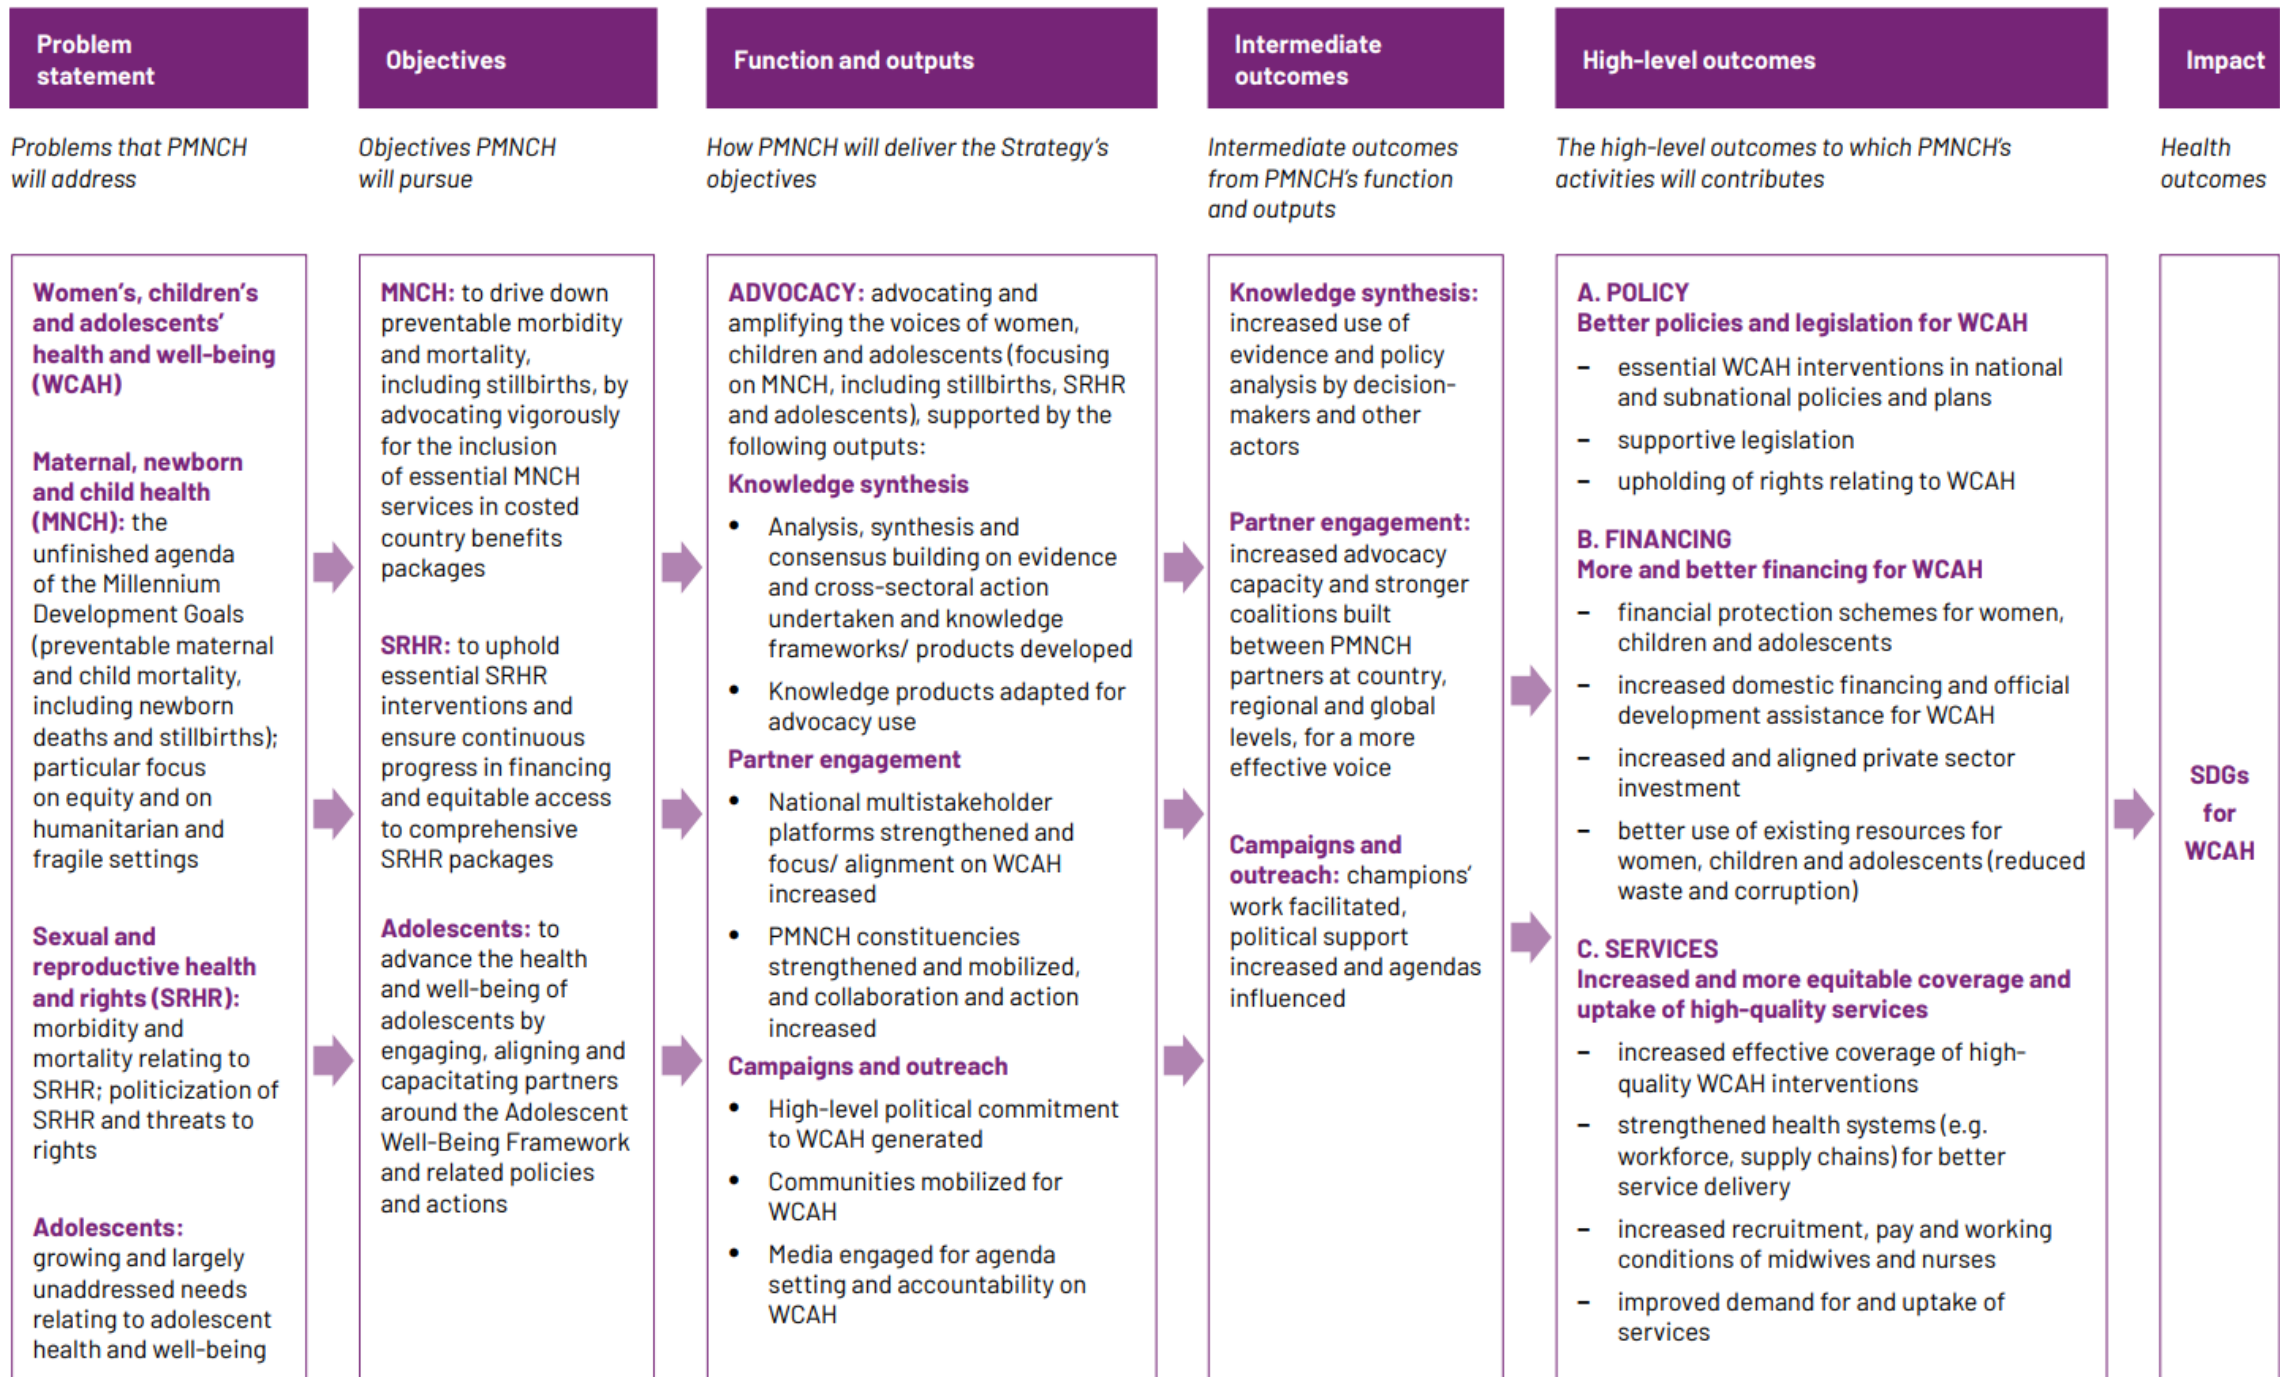 Problem
statement
Objectives
Function and outputs
Intermediate
outcomes
High-level outcomes
Impact
Problems that PMNCH
will address
Objectives PMNCH
will pursue
How PMNCH will deliver the Strategy's
objectives
Intermediate outcomes
from PMNCH's function
and outputs
The high-level outcomes to which PMNCH's
activities will contributes
Health
outcomes
Women's, children's
and adolescents'
health and well-being
(WCAH)
Maternal, newborn
and child health
(MNCH): the
unfinished agenda
of the Millennium
Development Goals
(preventable maternal
and child mortality,
including newborn
deaths and stillbirths);
particular focus
on equity and on
humanitarian and
fragile settings
Sexual and
reproductive health
and rights (SRHR):
morbidity and
mortality relating to
SRHR; politicization of
SRHR and threats to
rights
Adolescents:
growing and largely
unaddressed needs
relating to adolescent
health and well-being
MNCH: to drive down
preventable morbidity
and mortality,
including stillbirths, by
advocating vigorously
for the inclusion
of essential MNCH
services in costed
country benefits
packages
SRHR: to uphold
essential SRHR
interventions and
ensure continuous
progress in financing
and equitable access
to comprehensive
SRHR packages
Adolescents: to
advance the health
and well-being of
adolescents by
engaging, aligning and
capacitating partners
around the Adolescent
Well-Being Framework
and related policies
and actions
ADVOCACY: advocating and
amplifying the voices of women,
children and adolescents (focusing
on MNCH, including stillbirths, SRHR
and adolescents), supported by the
following outputs:
Knowledge synthesis
• Analysis, synthesis and
consensus building on evidence
and cross-sectoral action
undertaken and knowledge
frameworks/ products developed
• Knowledge products adapted for
advocacy use
Partner engagement
• National multistakeholder
platforms strengthened and
focus/ alignment on WCAH
increased
• PMNCH constituencies
strengthened and mobilized,
and collaboration and action
increased
Campaigns and outreach
• High-level political commitment
to WCAH generated
• Communities mobilized for
WCAH
• Media engaged for agenda
setting and accountability on
WCAH
Knowledge synthesis:
increased use of
evidence and policy
analysis by decision-
makers and other
actors
Partner engagement:
increased advocacy
capacity and stronger
coalitions built
between PMNCH
partners at country,
regional and global
levels, for a more
effective voice
Campaigns and
outreach: champions'
work facilitated,
political support
increased and agendas
influenced
A. POLICY
Better policies and legislation for WCAH
– essential WCAH interventions in national
and subnational policies and plans
– supportive legislation
– upholding of rights relating to WCAH
B. FINANCING
More and better financing for WCAH
– financial protection schemes for women,
children and adolescents
– increased domestic financing and official
development assistance for WCAH
– increased and aligned private sector
investment
– better use of existing resources for
women, children and adolescents (reduced
waste and corruption)
C. SERVICES
Increased and more equitable coverage and
uptake of high-quality services
– increased effective coverage of high-
quality WCAH interventions
– strengthened health systems (e.g.
workforce, supply chains) for better
service delivery
– increased recruitment, pay and working
conditions of midwives and nurses
– improved demand for and uptake of
services
SDGs
for
WCAH